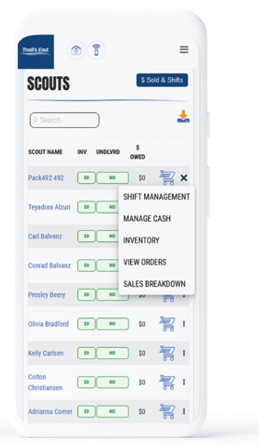 Trail's End
SCOUTS
$ Sold & Shifts
Search
$
SCOUT NAME INV UNDLVRD
OWED
Pack492 492 $0 NO $0
SHIFT MANAGEMENT
Teyadora Alzuri $0 NO
MANAGE CASH
Carl Balvanz $0 NO
INVENTORY
Conrad Balvanz $0 NO
VIEW ORDERS
Presley Beery $0 NO
SALES BREAKDOWN
Olivia Bradford $0 NO $0
Keily Carlsen $0 NO $0
Colton
Christiansen $0 NO $0
Adrianna Comer $0 NO $0